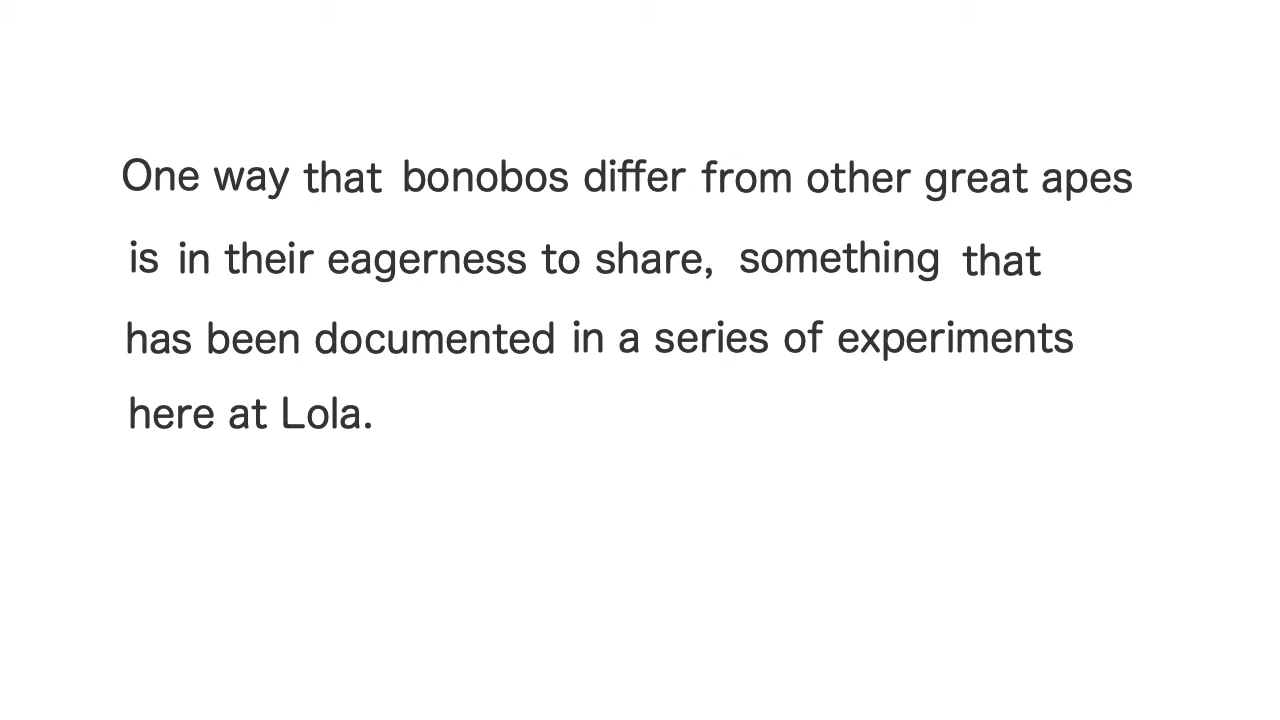 One way that bonobos differ from other great apes
is in their eagerness to share, something that
has been documented in a series of experiments
here at Lola.